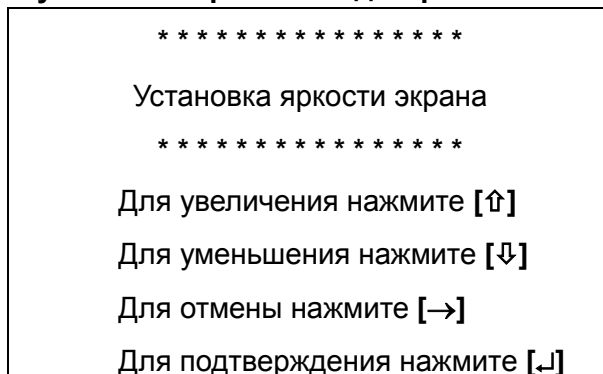 * * * * * * * * * * * * * * * *
Установка яркости экрана
* * * * * * * * * * * * * * * *
Для увеличения нажмите [⇧]
Для уменьшения нажмите [⇩]
Для отмены нажмите [→]
Для подтверждения нажмите [↵]